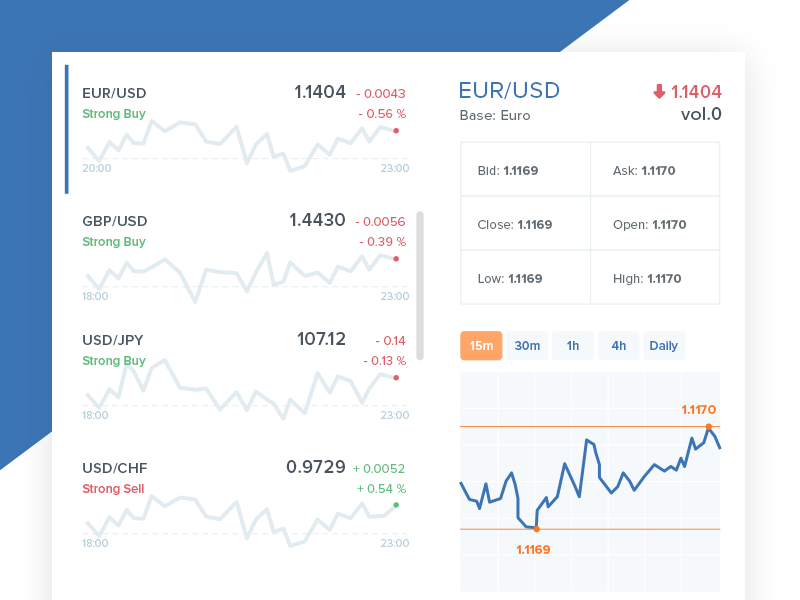 EUR/USD 1.1404 - 0.0043
Strong Buy - 0.56 %
20:00 23:00
GBP/USD 1.4430 - 0.0056
Strong Buy - 0.39 %
18:00 23:00
USD/JPY 107.12 - 0.14
Strong Buy - 0.13 %
18:00 23:00
USD/CHF 0.9729 + 0.0052
Strong Sell + 0.54 %
18:00 23:00
EUR/USD 1.1404
Base: Euro vol.0
Bid: 1.1169 Ask: 1.1170
Close: 1.1169 Open: 1.1170
Low: 1.1169 High: 1.1170
15m 30m 1h 4h Daily
1.1170
1.1169